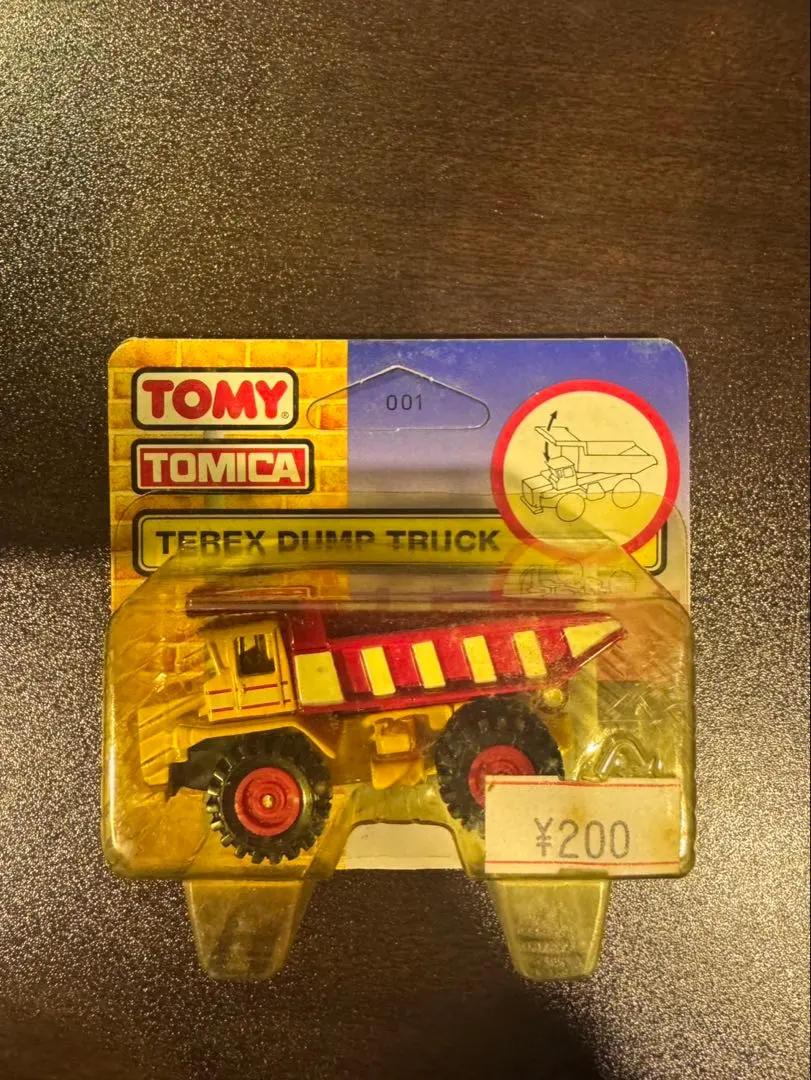 TOMY®
001
TOMICA
TEREX DUMP TRUCK
¥200